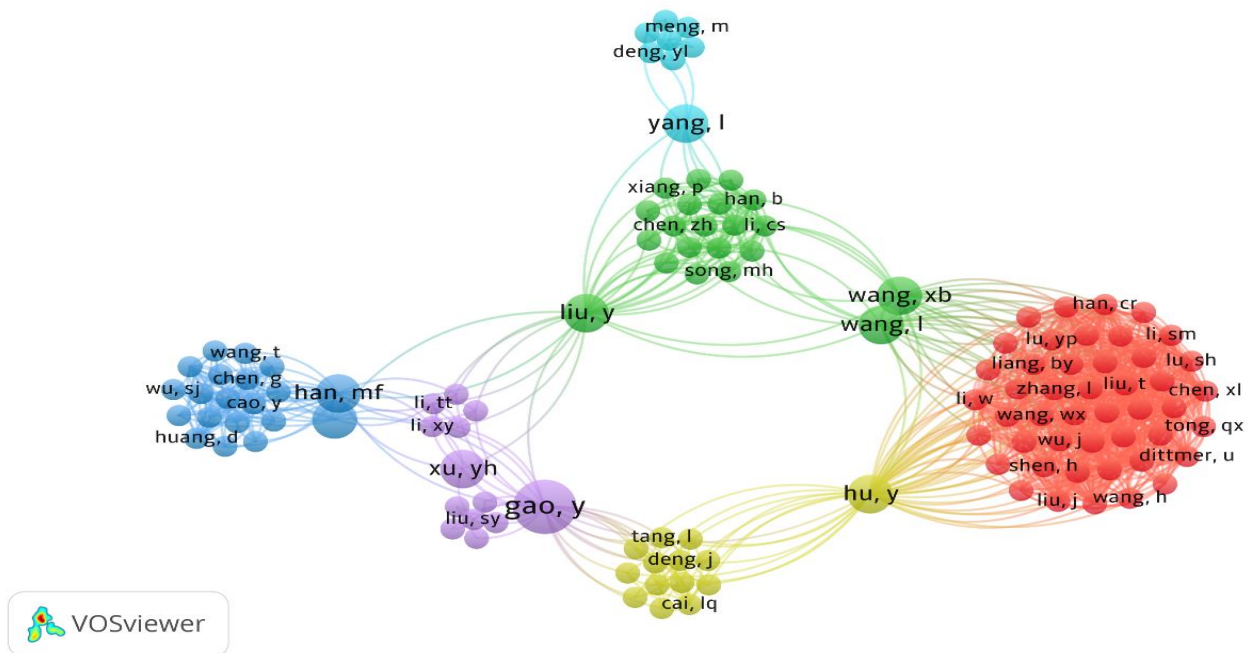 meng, m
deng, yl
yang, l
xiang, p
han, b
chen, zh
li, cs
song, mh
liu, y
wang, xb
wang, l
han, cr
lu, yp
li, sm
liang, by
lu, sh
zhang, l
liu, t
chen, xl
li, w
wang, wx
tong, qx
wu, j
dittmer, u
shen, h
liu, j
wang, h
wang, t
chen, g
wu, sj
cao, y
han, mf
huang, d
li, tt
li, xy
xu, yh
gao, y
liu, sy
hu, y
tang, l
deng, j
cai, lq
VOSviewer